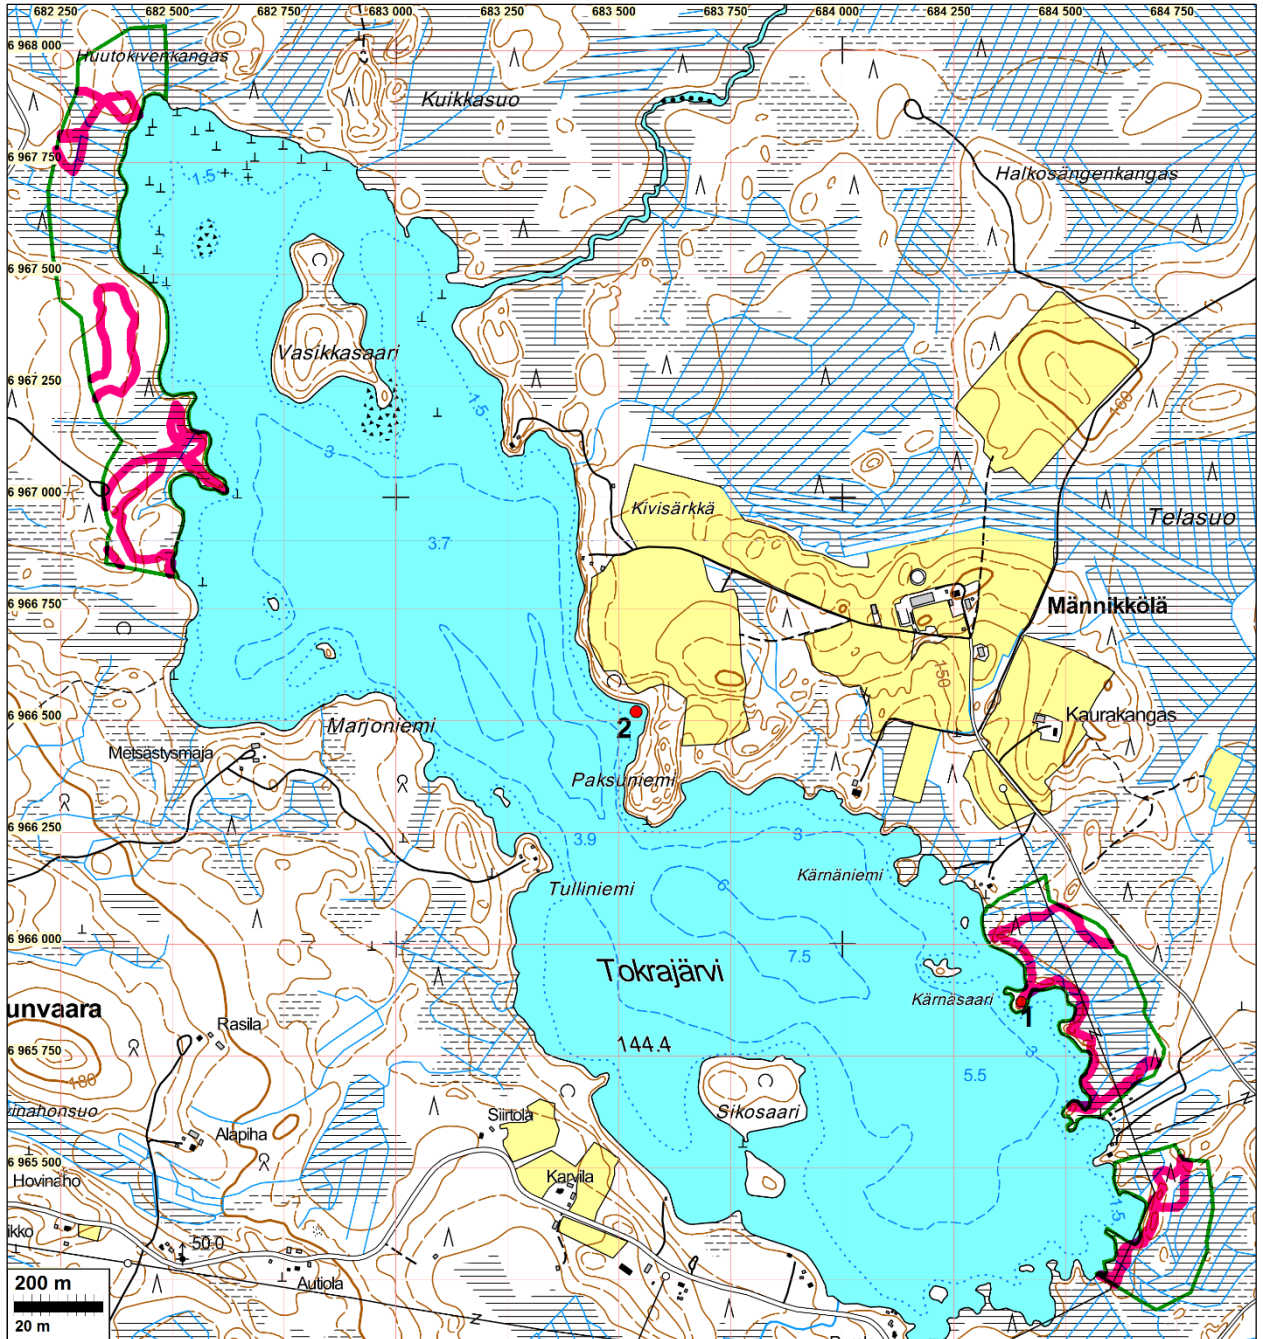 682 250 682 500 682 750 683 000 683 250 683 500 683 750 684 000 684 250 684 500 684 750
6 968 000
Huutokivenkangas
Kuikkasuo
6 967 750
1.5
Halkosängenkangas
6 967 500
Vasikkasaari
6 967 250
1.5
160
3
6 967 000
Kivisärkkä
Telasuo
3.7
6 966 750
Männikkölä
150
6 966 500
Marjoniemi
2
Kaurakangas
Metsästysmaja
Paksuniemi
6 966 250
3.9
3
Kärnäniemi
6
Tulliniemi
6 966 000
7.5
Tokrajärvi
Kärnäsaari
1
unvaara
Rasila
144.4
3
6 965 750
180
5.5
vinahonsuo
Siirtola
Sikosaari
Alapiha
6 965 500
Hovinaho
Karvila
1.5
ikko
50.0
200 m
Autiola
20 m